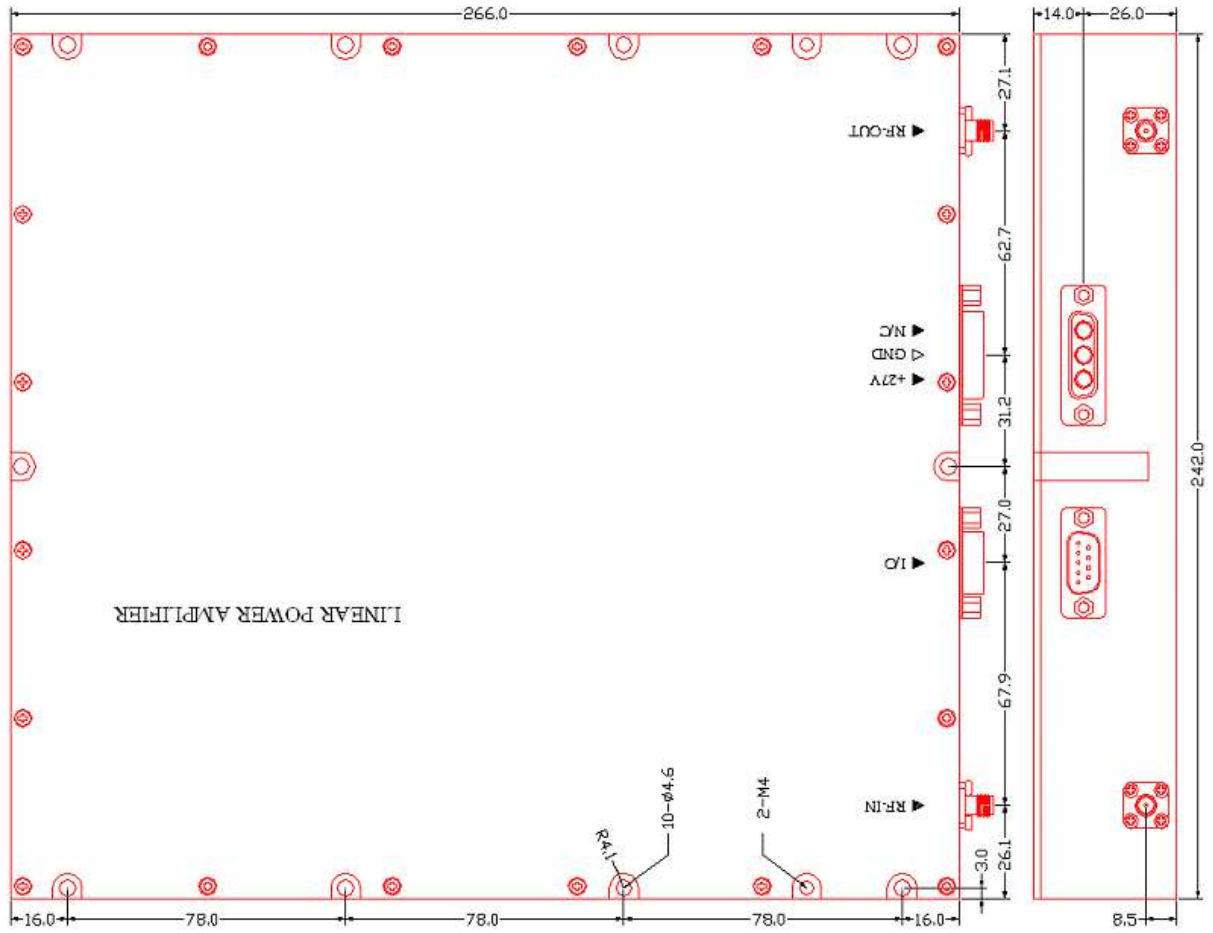 266.0
14.0
26.0
27.1
RF-OUT
62.7
N/C
GND
+27V
31.2
242.0
27.0
I/O
LINEAR POWER AMPLIFIER
67.9
10-ø4.6
2-M4
R4.1
RF-IN
3.0
26.1
16.0
78.0
78.0
78.0
16.0
8.5